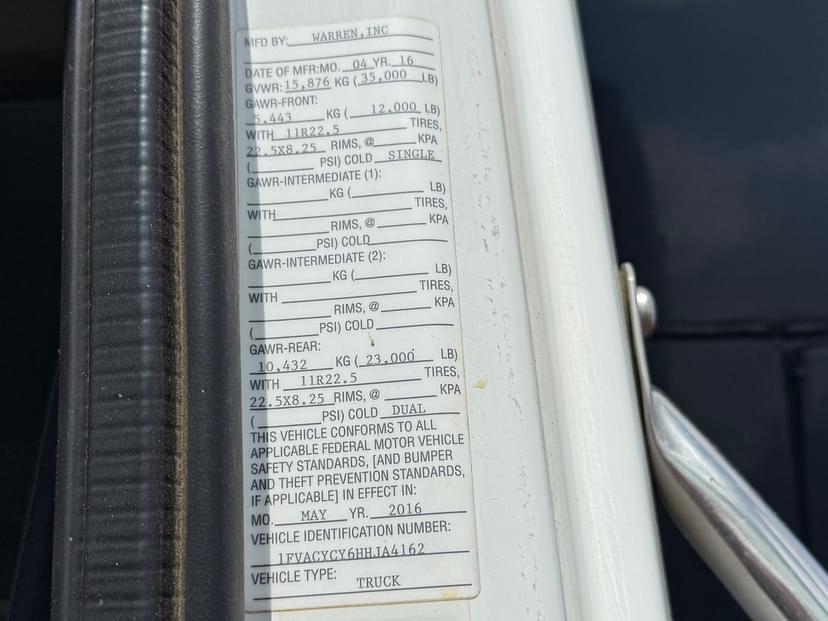 MFD BY: WARREN, INC
DATE OF MFR: MO. 04 YR. 16
GVWR: 15,876 KG (35,000 LB)
GAWR-FRONT:
5,443 KG ( 12,000 LB)
WITH 11R22.5 TIRES,
22.5X8.25 RIMS, @ KPA
( PSI) COLD SINGLE
GAWR-INTERMEDIATE (1):
KG ( LB)
WITH TIRES,
RIMS, @ KPA
( PSI) COLD
GAWR-INTERMEDIATE (2):
KG ( LB)
WITH TIRES,
RIMS, @ KPA
( PSI) COLD
GAWR-REAR:
10,432 KG ( 23,000 LB)
WITH 11R22.5 TIRES,
22.5X8.25 RIMS, @ KPA
( PSI) COLD DUAL
THIS VEHICLE CONFORMS TO ALL
APPLICABLE FEDERAL MOTOR VEHICLE
SAFETY STANDARDS, [AND BUMPER
AND THEFT PREVENTION STANDARDS,
IF APPLICABLE] IN EFFECT IN:
MO. MAY YR. 2016
VEHICLE IDENTIFICATION NUMBER:
1FVACYCY6HHJA4162
VEHICLE TYPE: TRUCK